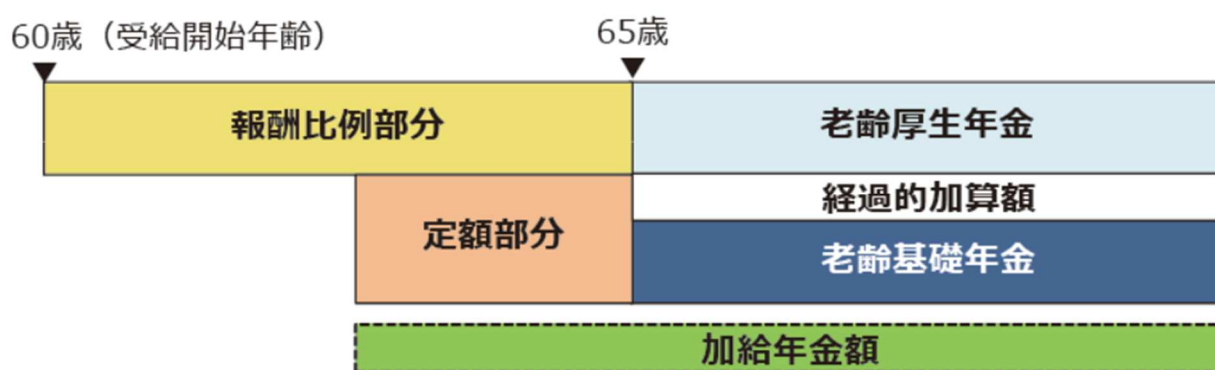 60歳（受給開始年齢）
65歳
報酬比例部分
老齢厚生年金
経過的加算額
定額部分
老齢基礎年金
加給年金額